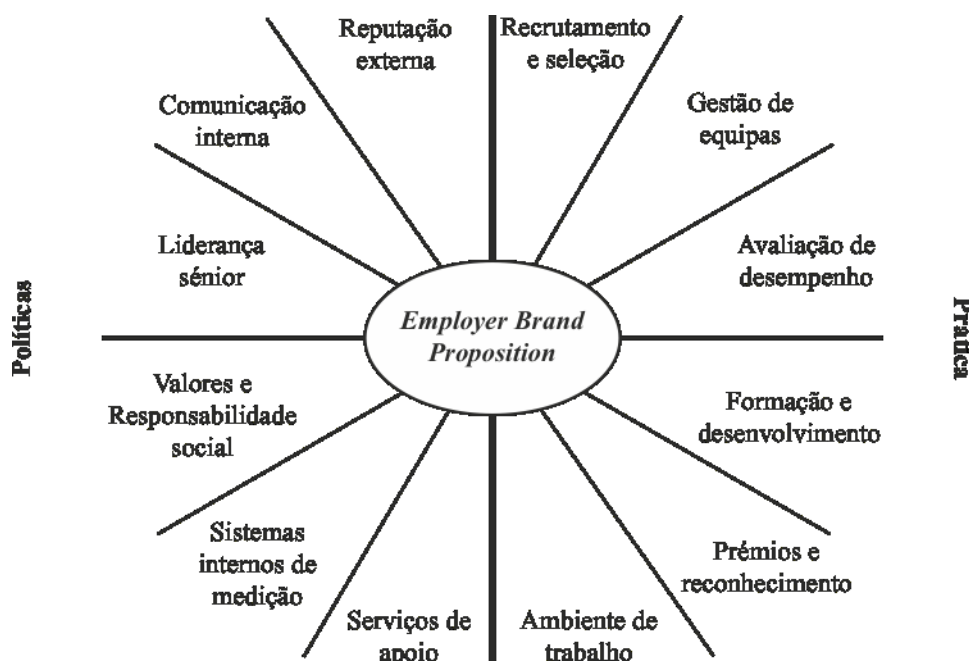 Reputação
externa
Recrutamento
e seleção
Comunicação
interna
Gestão de
equipas
Liderança
sénior
Avaliação de
desempenho
Políticas
Employer Brand
Proposition
Pratica
Valores e
Responsabilidade
social
Formação e
desenvolvimento
Sistemas
internos de
medição
Prémios e
reconhecimento
Serviços de
apoio
Ambiente de
trabalho